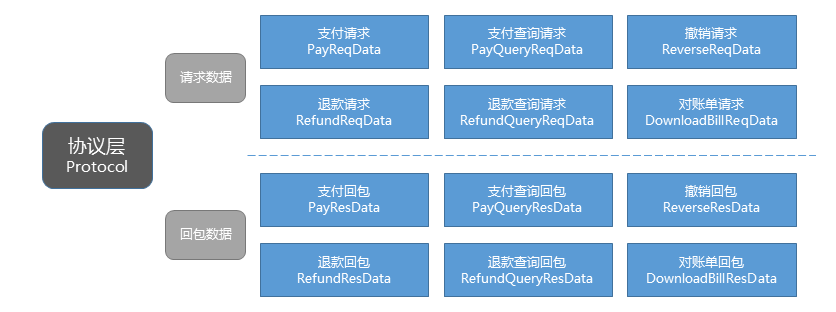 协议层
Protocol
请求数据
支付请求
PayReqData
支付查询请求
PayQueryReqData
撤销请求
ReverseReqData
退款请求
RefundReqData
退款查询请求
RefundQueryReqData
对账单请求
DownloadBillReqData
回包数据
支付回包
PayResData
支付查询回包
PayQueryResData
撤销回包
ReverseResData
退款回包
RefundResData
退款查询回包
RefundQueryResData
对账单回包
DownloadBillResData